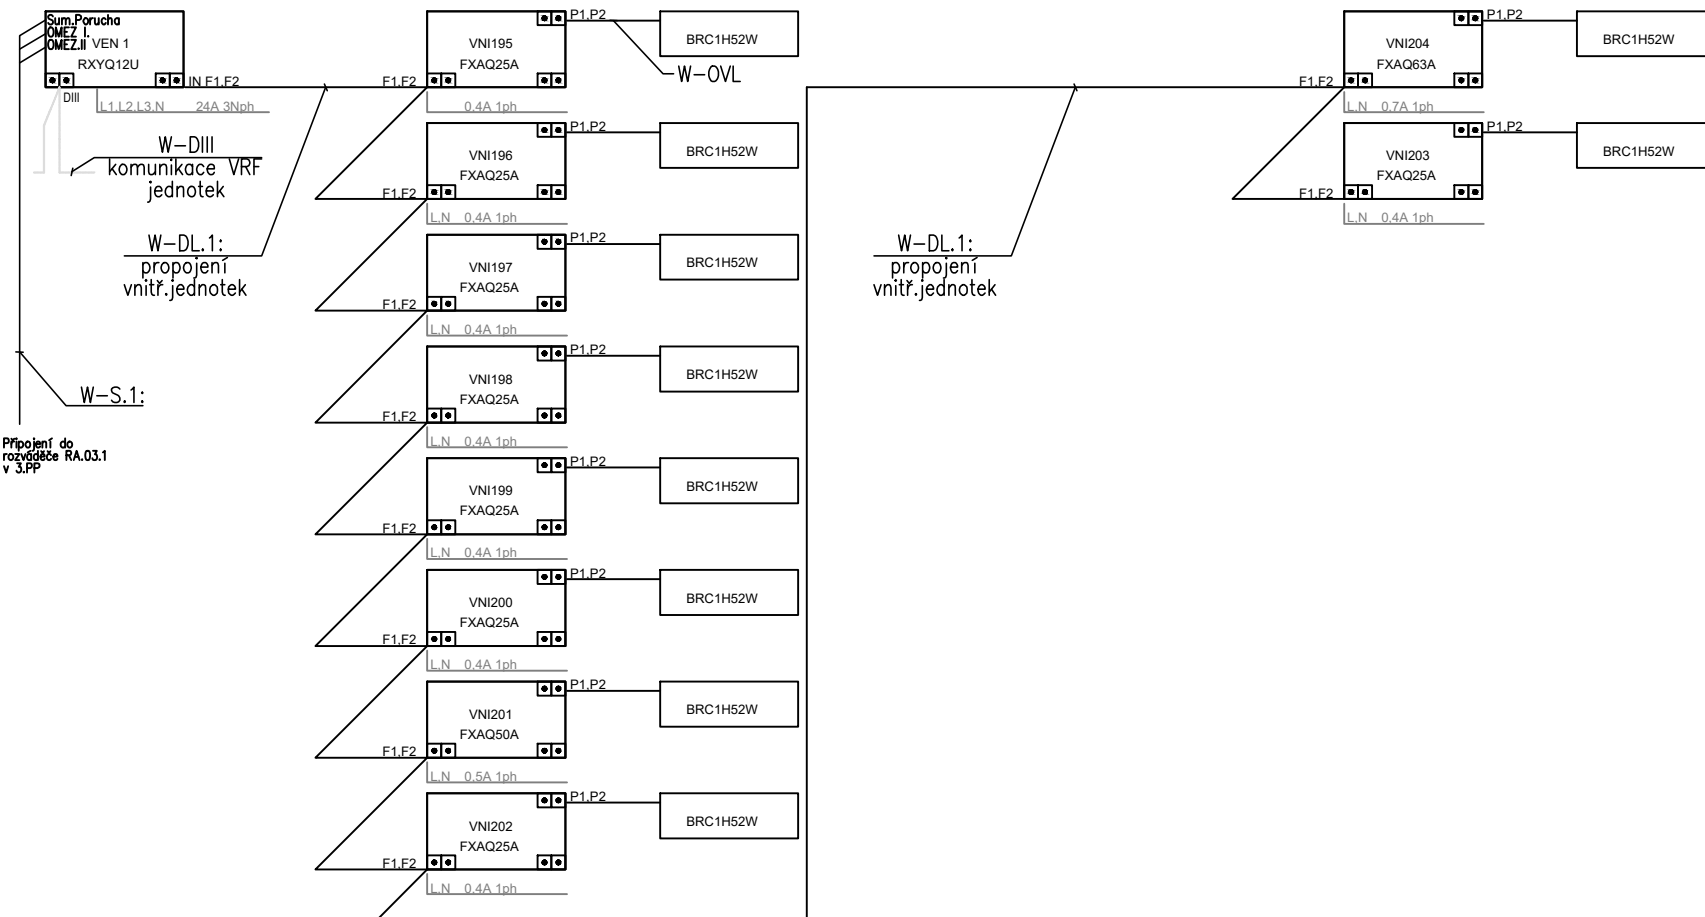 Sum.Porucha
OMEZ I.
OMEZ.II
VEN 1
RXYQ12U
IN F1,F2
DIII
L1,L2,L3,N 24A 3Nph
W-DIII
komunikace VRF
jednotek
W-DL.1:
propojení
vnitř.jednotek
W-S.1:
Připojení do
rozváděče RA.03.1
v 3.PP
VNI195
FXAQ25A
P1,P2
BRC1H52W
W-OVL
F1,F2
0,4A 1ph
VNI196
FXAQ25A
P1,P2
BRC1H52W
F1,F2
L,N 0,4A 1ph
VNI197
FXAQ25A
P1,P2
BRC1H52W
F1,F2
L,N 0,4A 1ph
VNI198
FXAQ25A
P1,P2
BRC1H52W
F1,F2
L,N 0,4A 1ph
VNI199
FXAQ25A
P1,P2
BRC1H52W
F1,F2
L,N 0,4A 1ph
VNI200
FXAQ25A
P1,P2
BRC1H52W
F1,F2
L,N 0,4A 1ph
VNI201
FXAQ50A
P1,P2
BRC1H52W
F1,F2
L,N 0,5A 1ph
VNI202
FXAQ25A
P1,P2
BRC1H52W
F1,F2
L,N 0,4A 1ph
W-DL.1:
propojení
vnitř.jednotek
VNI204
FXAQ63A
P1,P2
BRC1H52W
F1,F2
L,N 0,7A 1ph
VNI203
FXAQ25A
P1,P2
BRC1H52W
F1,F2
L,N 0,4A 1ph